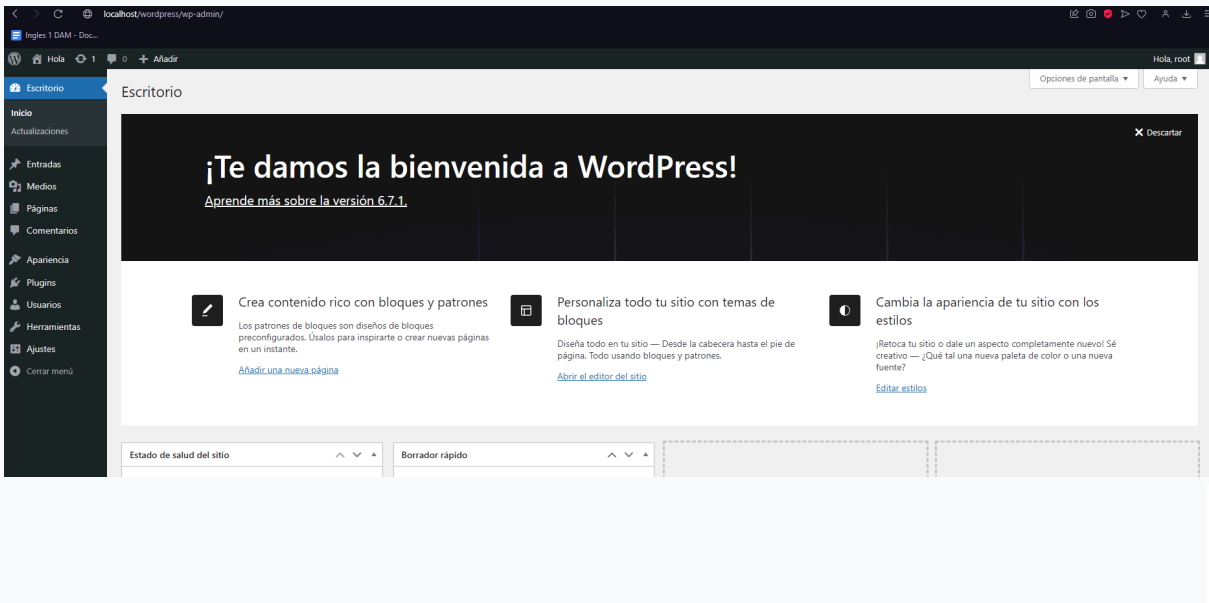 localhost/wordpress/wp-admin/
Ingles 1 DAM - Doc...
Hola 1 0 + Añadir
Hola, root
Escritorio
Inicio
Actualizaciones
Entradas
Medios
Páginas
Comentarios
Apariencia
Plugins
Usuarios
Herramientas
Ajustes
Cerrar menú
Opciones de pantalla
Ayuda
Escritorio
Descartar
¡Te damos la bienvenida a WordPress!
Aprende más sobre la versión 6.7.1.
Crea contenido rico con bloques y patrones
Los patrones de bloques son diseños de bloques
preconfigurados. Úsalos para inspirarte o crear nuevas páginas
en un instante.
Añadir una nueva página
Personaliza todo tu sitio con temas de
bloques
Diseña todo en tu sitio — Desde la cabecera hasta el pie de
página. Todo usando bloques y patrones.
Abrir el editor del sitio
Cambia la apariencia de tu sitio con los
estilos
¡Retoca tu sitio o dale un aspecto completamente nuevo! Sé
creativo — ¿Qué tal una nueva paleta de color o una nueva
fuente?
Editar estilos
Estado de salud del sitio
Borrador rápido